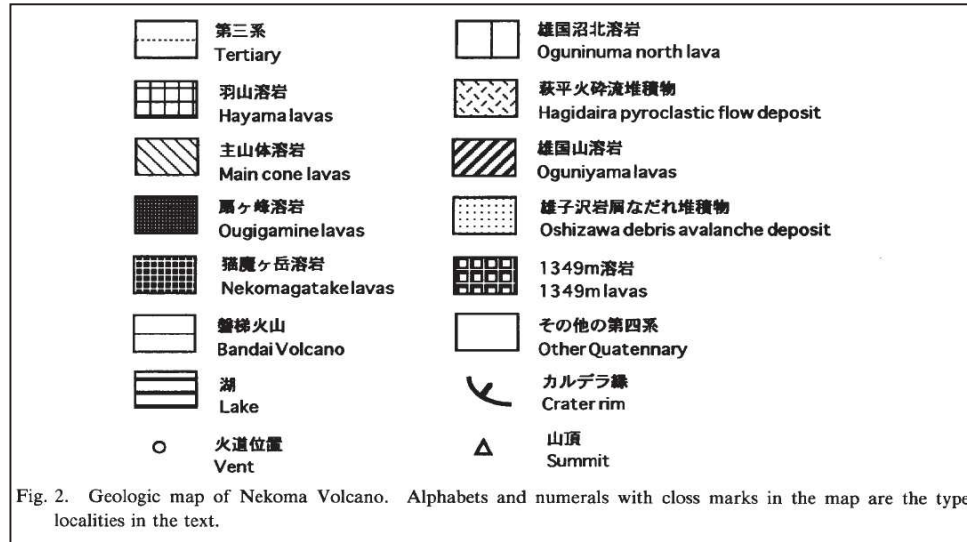 第三系
Tertiary
雄国沼北溶岩
Oguninuma north lava
羽山溶岩
Hayama lavas
萩平火砕流堆積物
Hagidaira pyroclastic flow deposit
主山体溶岩
Main cone lavas
雄国山溶岩
Oguniyama lavas
扇ヶ峰溶岩
Ougigamine lavas
雄子沢岩屑なだれ堆積物
Oshizawa debris avalanche deposit
猫魔ヶ岳溶岩
Nekomagatake lavas
1349m溶岩
1349m lavas
磐梯火山
Bandai Volcano
その他の第四系
Other Quatennary
湖
Lake
カルデラ縁
Crater rim
火道位置
Vent
山頂
Summit
Fig. 2. Geologic map of Nekoma Volcano. Alphabets and numerals with closs marks in the map are the type
localities in the text.